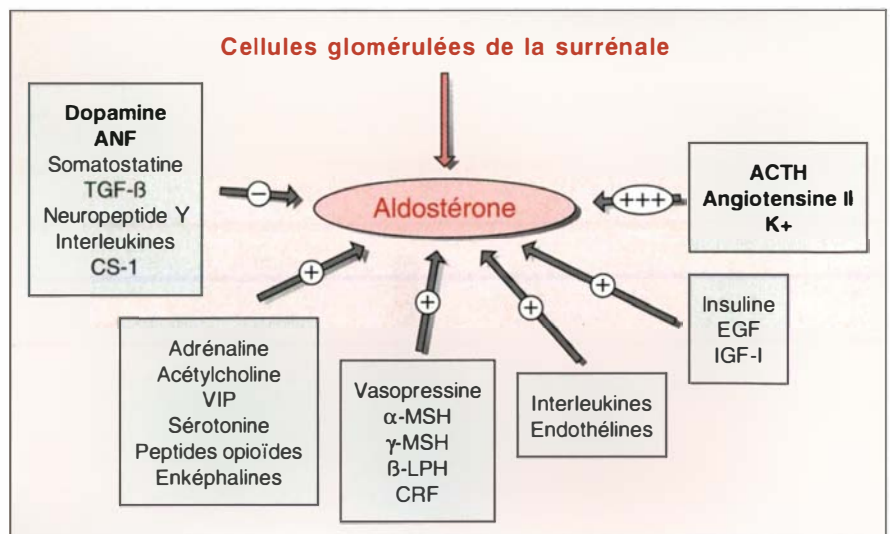 Cellules glomérulées de la surrénale
Dopamine
ANF
Somatostatine
TGF-ß
Neuropeptide Y
Interleukines
CS-1
−
Aldostérone
+++
ACTH
Angiotensine II
K+
+
Adrénaline
Acétylcholine
VIP
Sérotonine
Peptides opioïdes
Enképhalines
+
Vasopressine
α-MSH
γ-MSH
ß-LPH
CRF
+
Interleukines
Endothélines
+
Insuline
EGF
IGF-I